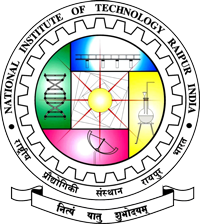 • NATIONAL INSTITUTE OF TECHNOLOGY RAIPUR INDIA •
राष्ट्रीय प्रौद्योगिकी संस्थान रायपुर भारत
नित्यं यातु शुभोदयम्